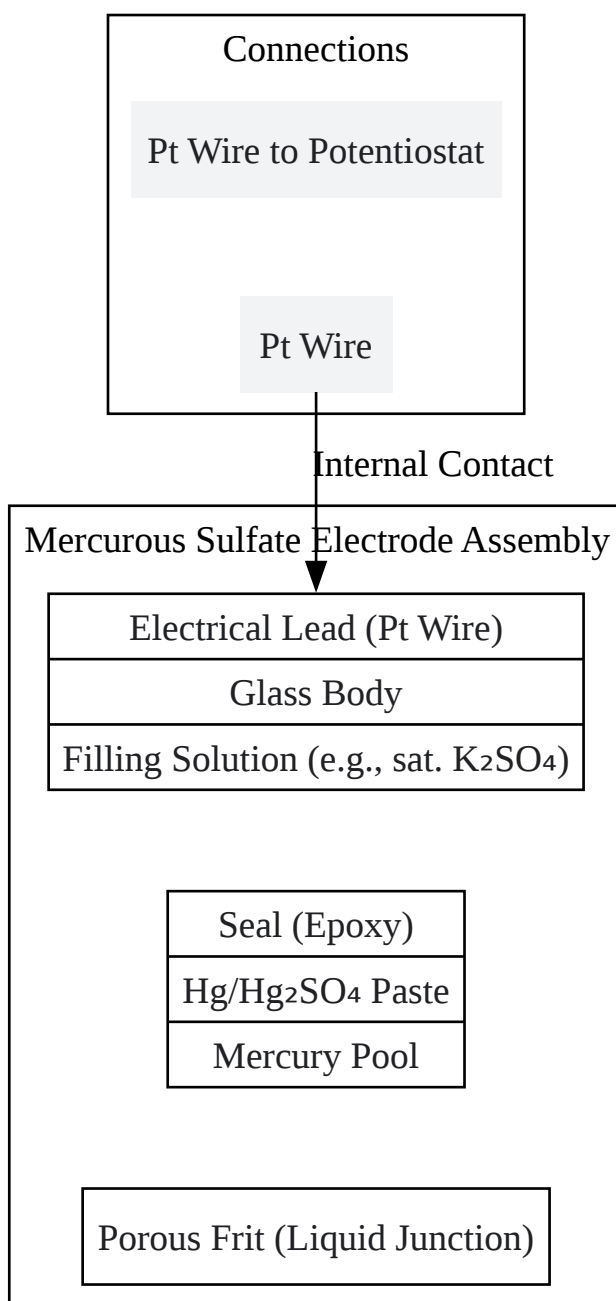 Connections
Pt Wire to Potentiostat
Pt Wire
Internal Contact
Mercurous Sulfate Electrode Assembly
Electrical Lead (Pt Wire)
Glass Body
Filling Solution (e.g., sat. K₂SO₄)
Seal (Epoxy)
Hg/Hg₂SO₄ Paste
Mercury Pool
Porous Frit (Liquid Junction)